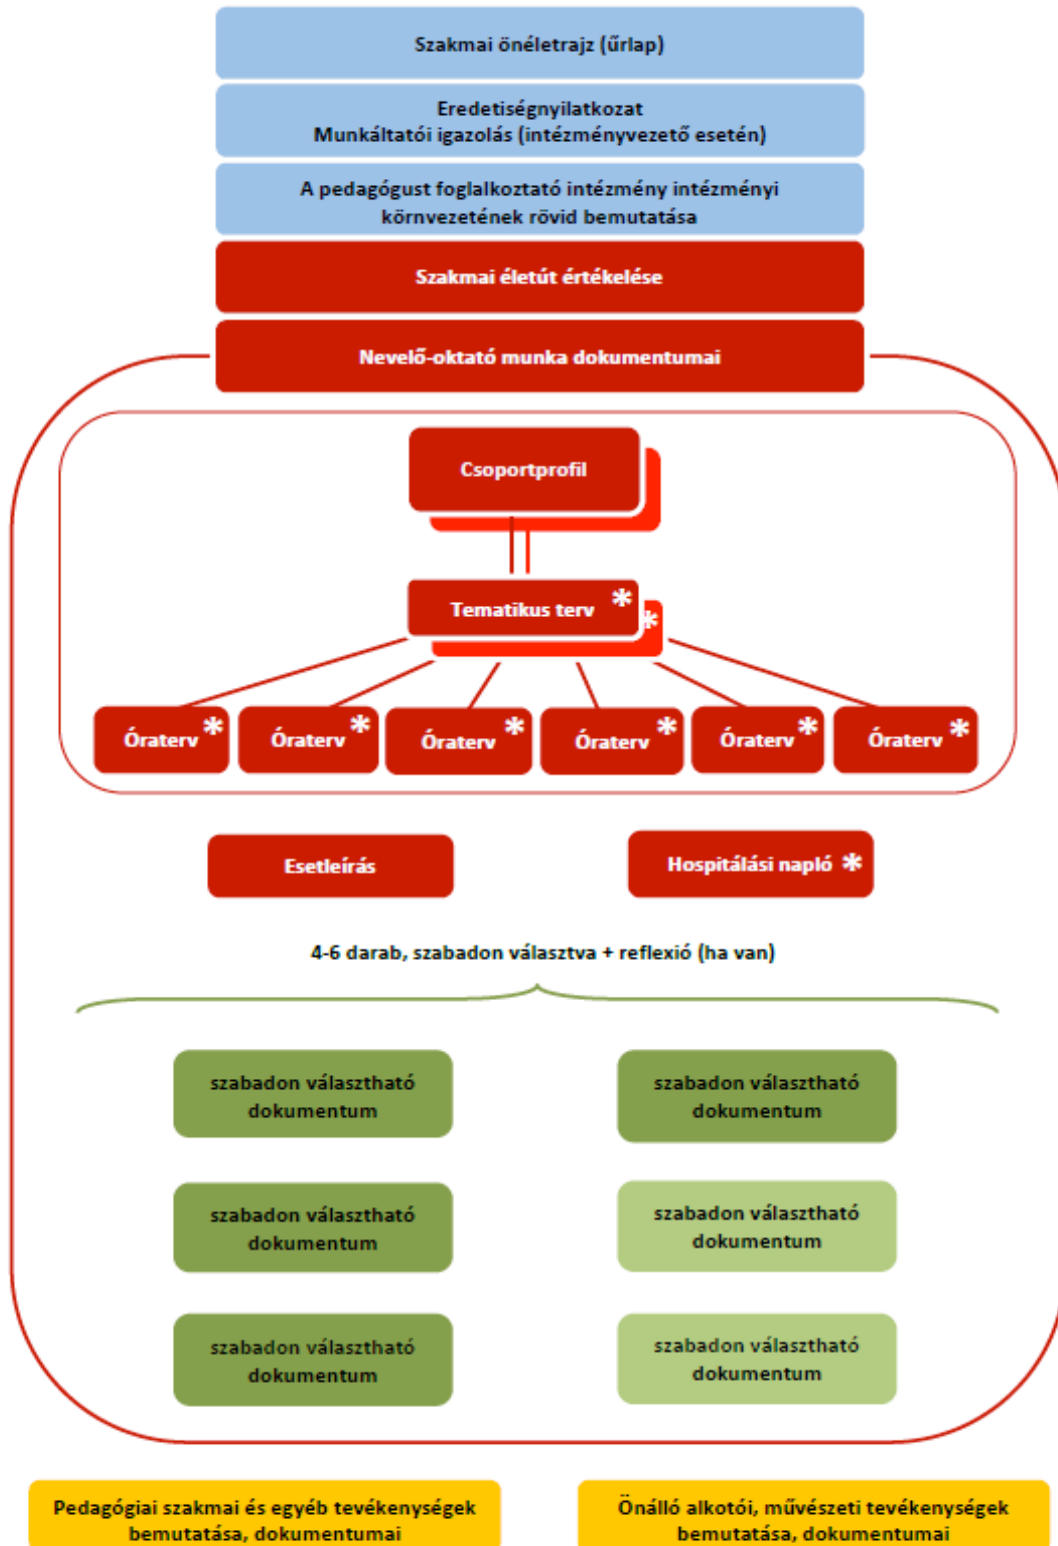 Szakmai önéletrajz (űrlap)
Eredetiségnyilatkozat
Munkáltatói igazolás (intézményvezető esetén)
A pedagógust foglalkoztató intézmény intézményi
környezetének rövid bemutatása
Szakmai életút értékelése
Nevelő-oktató munka dokumentumai
Csoportprofil
Tematikus terv *
*
Óraterv * Óraterv * Óraterv * Óraterv * Óraterv * Óraterv *
Esetleírás
Hospitálási napló *
4-6 darab, szabadon választva + reflexió (ha van)
szabadon választható
dokumentum
szabadon választható
dokumentum
szabadon választható
dokumentum
szabadon választható
dokumentum
szabadon választható
dokumentum
szabadon választható
dokumentum
Pedagógiai szakmai és egyéb tevékenységek
bemutatása, dokumentumai
Önálló alkotói, művészeti tevékenységek
bemutatása, dokumentumai